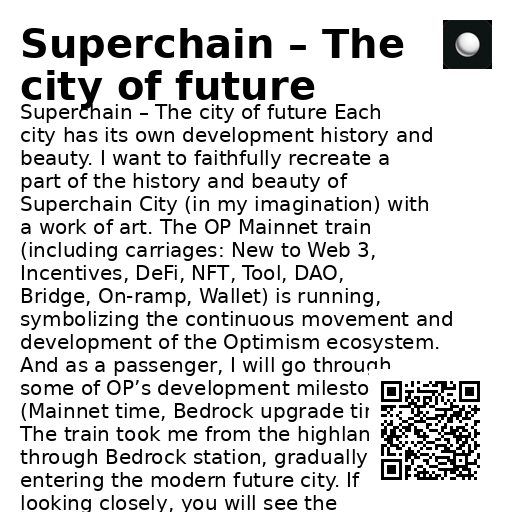 Superchain – The
city of future
Superchain – The city of future Each
city has its own development history and
beauty. I want to faithfully recreate a
part of the history and beauty of
Superchain City (in my imagination) with
a work of art. The OP Mainnet train
(including carriages: New to Web 3,
Incentives, DeFi, NFT, Tool, DAO,
Bridge, On-ramp, Wallet) is running,
symbolizing the continuous movement and
development of the Optimism ecosystem.
And as a passenger, I will go through
some of OP’s development
(Mainnet time, Bedrock upgrade
The train took me from the
through Bedrock station, gradually
entering the modern future city. If
looking closely, you will see the